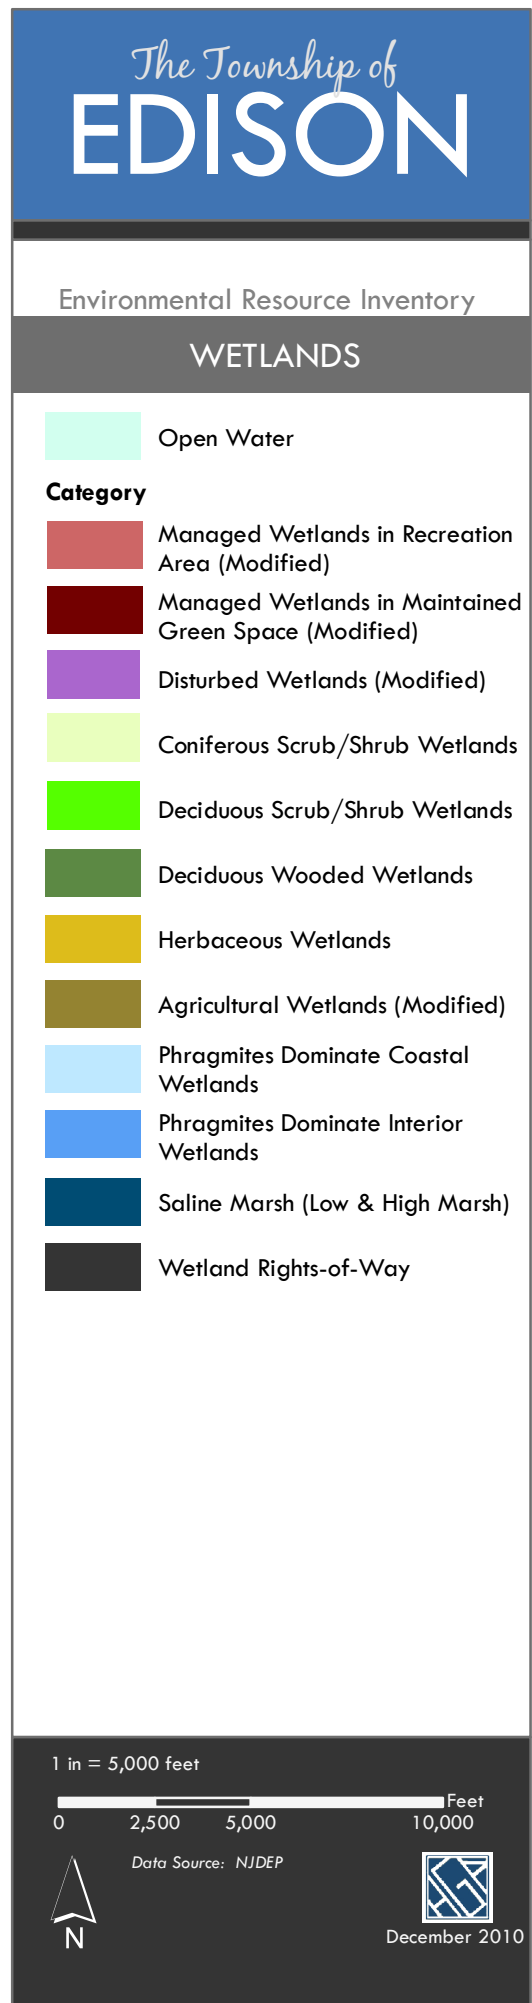 The Township of
EDISON
Environmental Resource Inventory
WETLANDS
Open Water
Category
Managed Wetlands in Recreation
Area (Modified)
Managed Wetlands in Maintained
Green Space (Modified)
Disturbed Wetlands (Modified)
Coniferous Scrub/Shrub Wetlands
Deciduous Scrub/Shrub Wetlands
Deciduous Wooded Wetlands
Herbaceous Wetlands
Agricultural Wetlands (Modified)
Phragmites Dominate Coastal
Wetlands
Phragmites Dominate Interior
Wetlands
Saline Marsh (Low & High Marsh)
Wetland Rights-of-Way
1 in = 5,000 feet
Feet
0 2,500 5,000 10,000
Data Source: NJDEP
N
December 2010